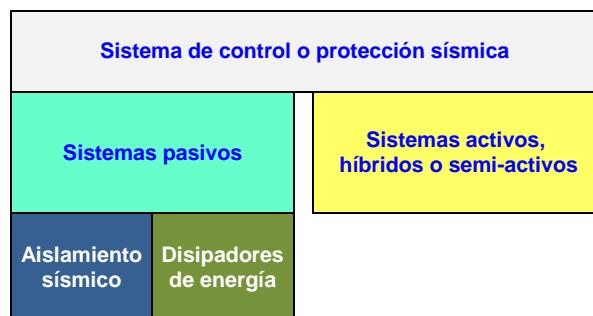 Sistema de control o protección sísmica
Sistemas pasivos
Sistemas activos,
híbridos o semi-activos
Aislamiento
sísmico
Disipadores
de energía